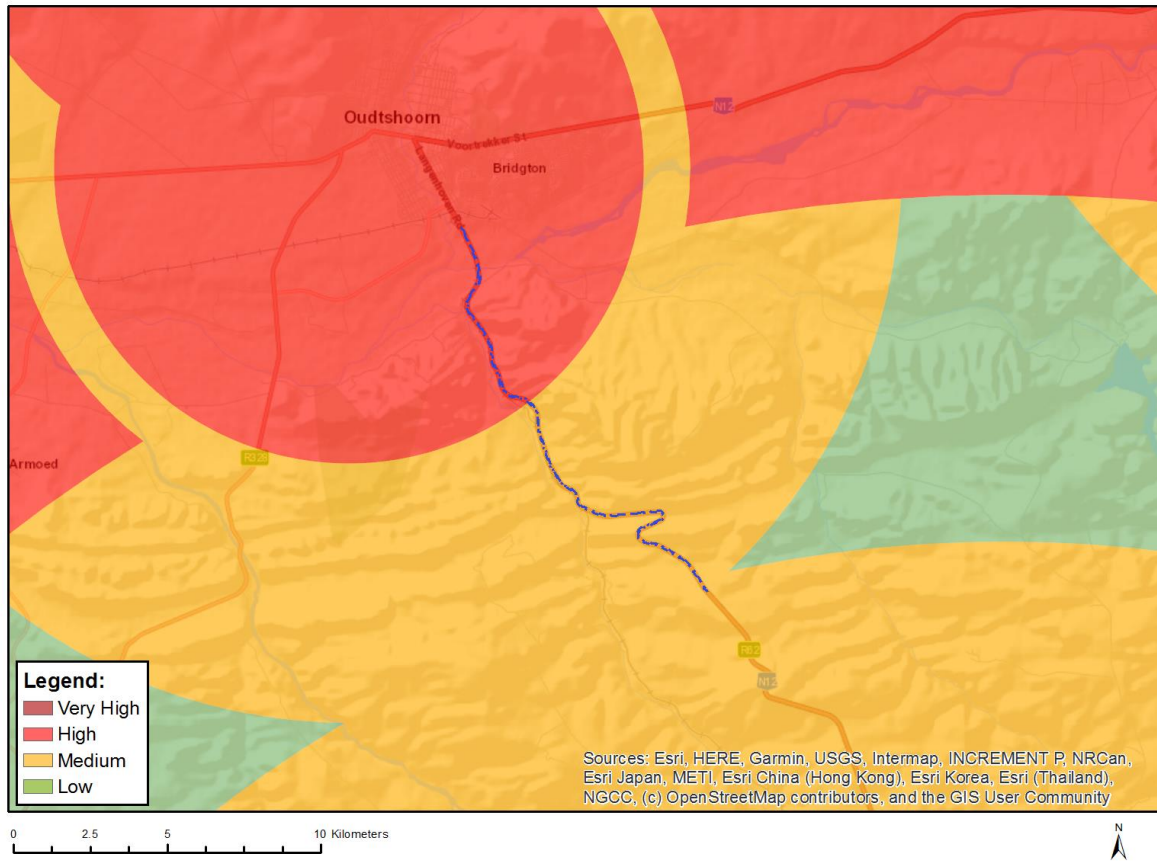 Oudtshoorn
N12
Voortrekker St
Langenhoven Rd
Bridgton
Armoed
R328
R62
N12
Legend:
Very High
High
Medium
Low
Sources: Esri, HERE, Garmin, USGS, Intermap, INCREMENT P, NRCan,
Esri Japan, METI, Esri China (Hong Kong), Esri Korea, Esri (Thailand),
NGCC, (c) OpenStreetMap contributors, and the GIS User Community
0 2.5 5 10 Kilometers
N